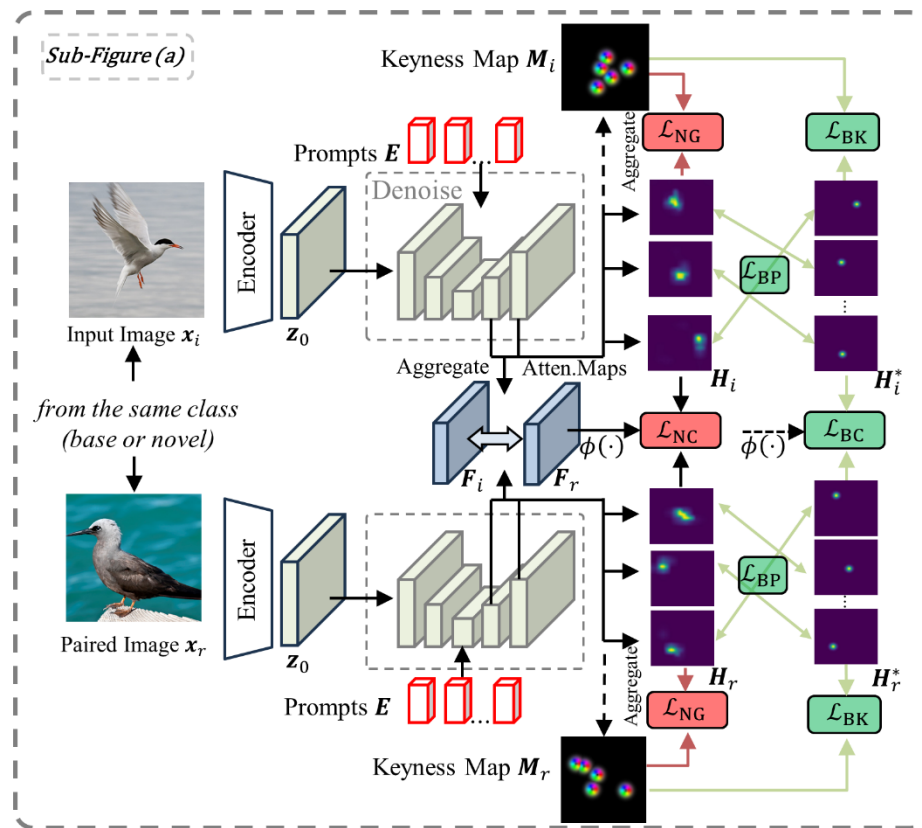 Sub-Figure (a)
Keyness Map M_i
Aggregate
L_NG
L_BK
Prompts E
...
Denoise
Encoder
z_0
L_BP
...
Input Image x_i
Aggregate
Atten.Maps
H_i
H_i^*
from the same class
(base or novel)
F_i
F_r
ϕ(·)
L_NC
ϕ(·)
L_BC
Encoder
z_0
L_BP
...
Paired Image x_r
Prompts E
...
Aggregate
H_r
H_r^*
L_NG
L_BK
Keyness Map M_r